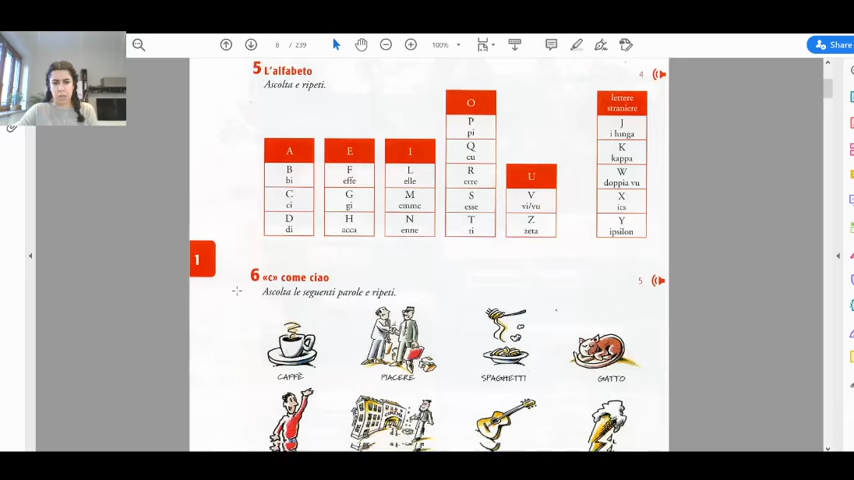 8 / 239
100%
Share
5 L'alfabeto
4
Ascolta e ripeti.
A
B
bi
C
ci
D
di
E
F
effe
G
gi
H
acca
I
L
elle
M
emme
N
enne
O
P
pi
Q
cu
R
erre
S
esse
T
ti
U
V
vi/vu
Z
zeta
lettere
straniere
J
i lunga
K
kappa
W
doppia vu
X
ics
Y
ipsilon
1
6 «c» come ciao
5
Ascolta le seguenti parole e ripeti.
CAFFÈ
PIACERE
SPAGHETTI
GATTO